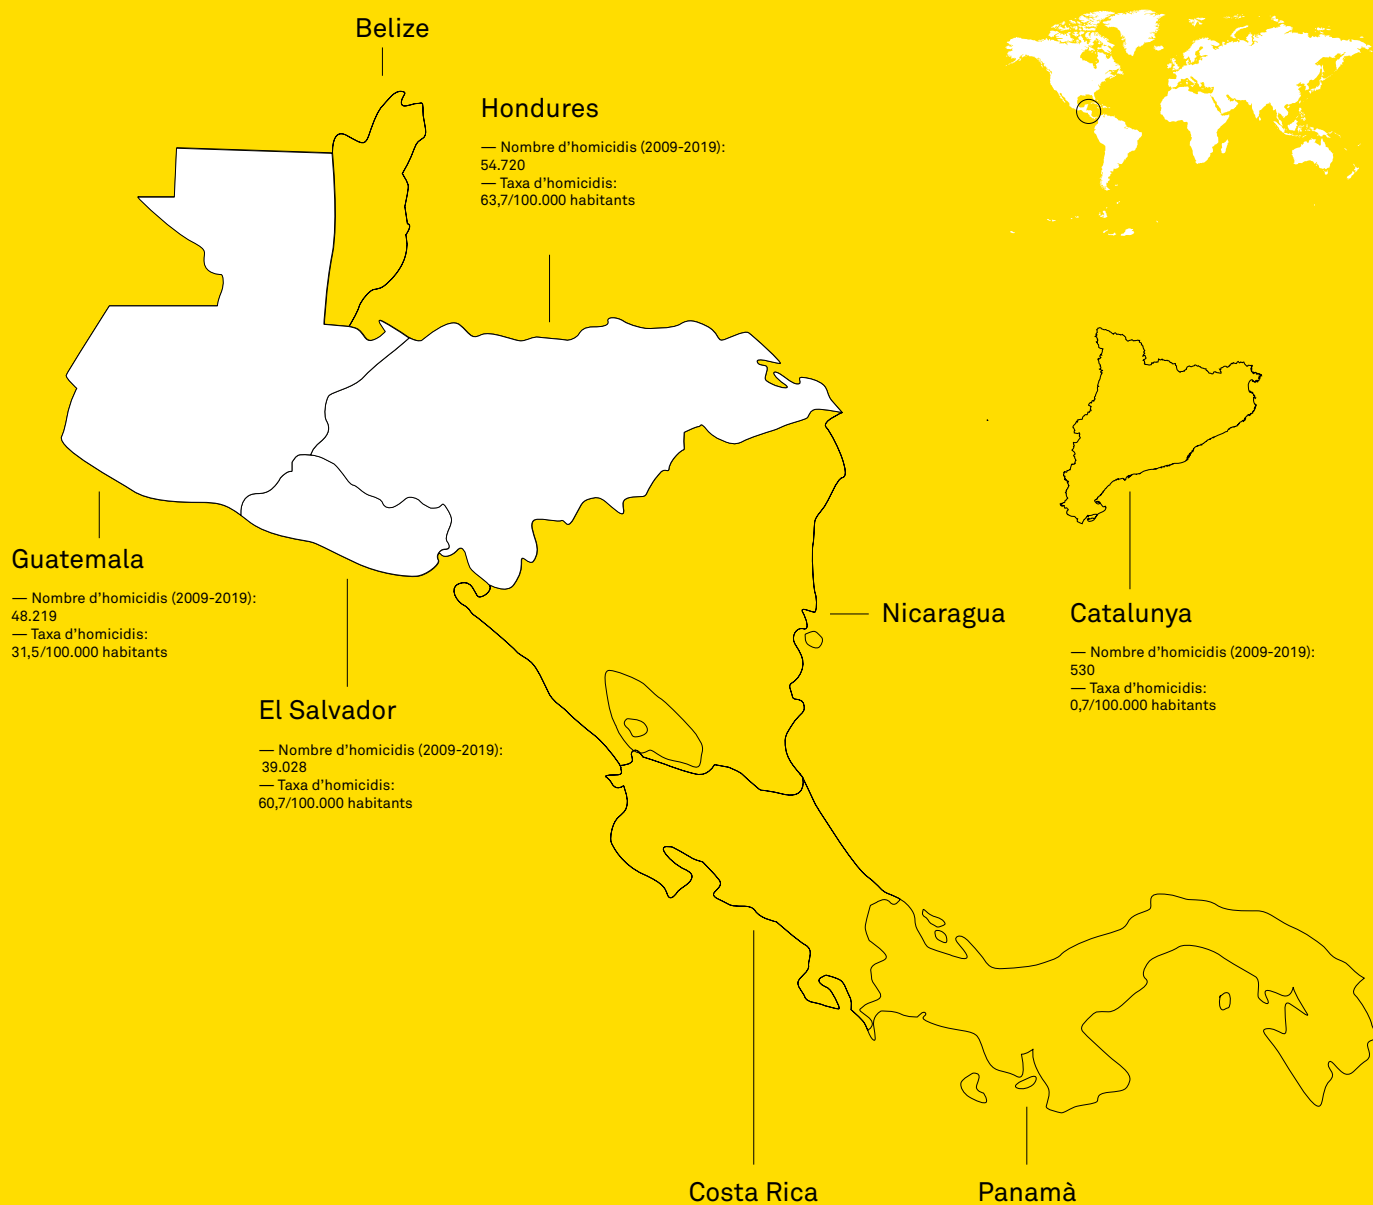 Belize
Hondures
— Nombre d'homicidis (2009-2019):
54.720
— Taxa d'homicidis:
63,7/100.000 habitants
Guatemala
— Nombre d'homicidis (2009-2019):
48.219
— Taxa d'homicidis:
31,5/100.000 habitants
El Salvador
— Nombre d'homicidis (2009-2019):
39.028
— Taxa d'homicidis:
60,7/100.000 habitants
Nicaragua
Catalunya
— Nombre d'homicidis (2009-2019):
530
— Taxa d'homicidis:
0,7/100.000 habitants
Costa Rica
Panamà